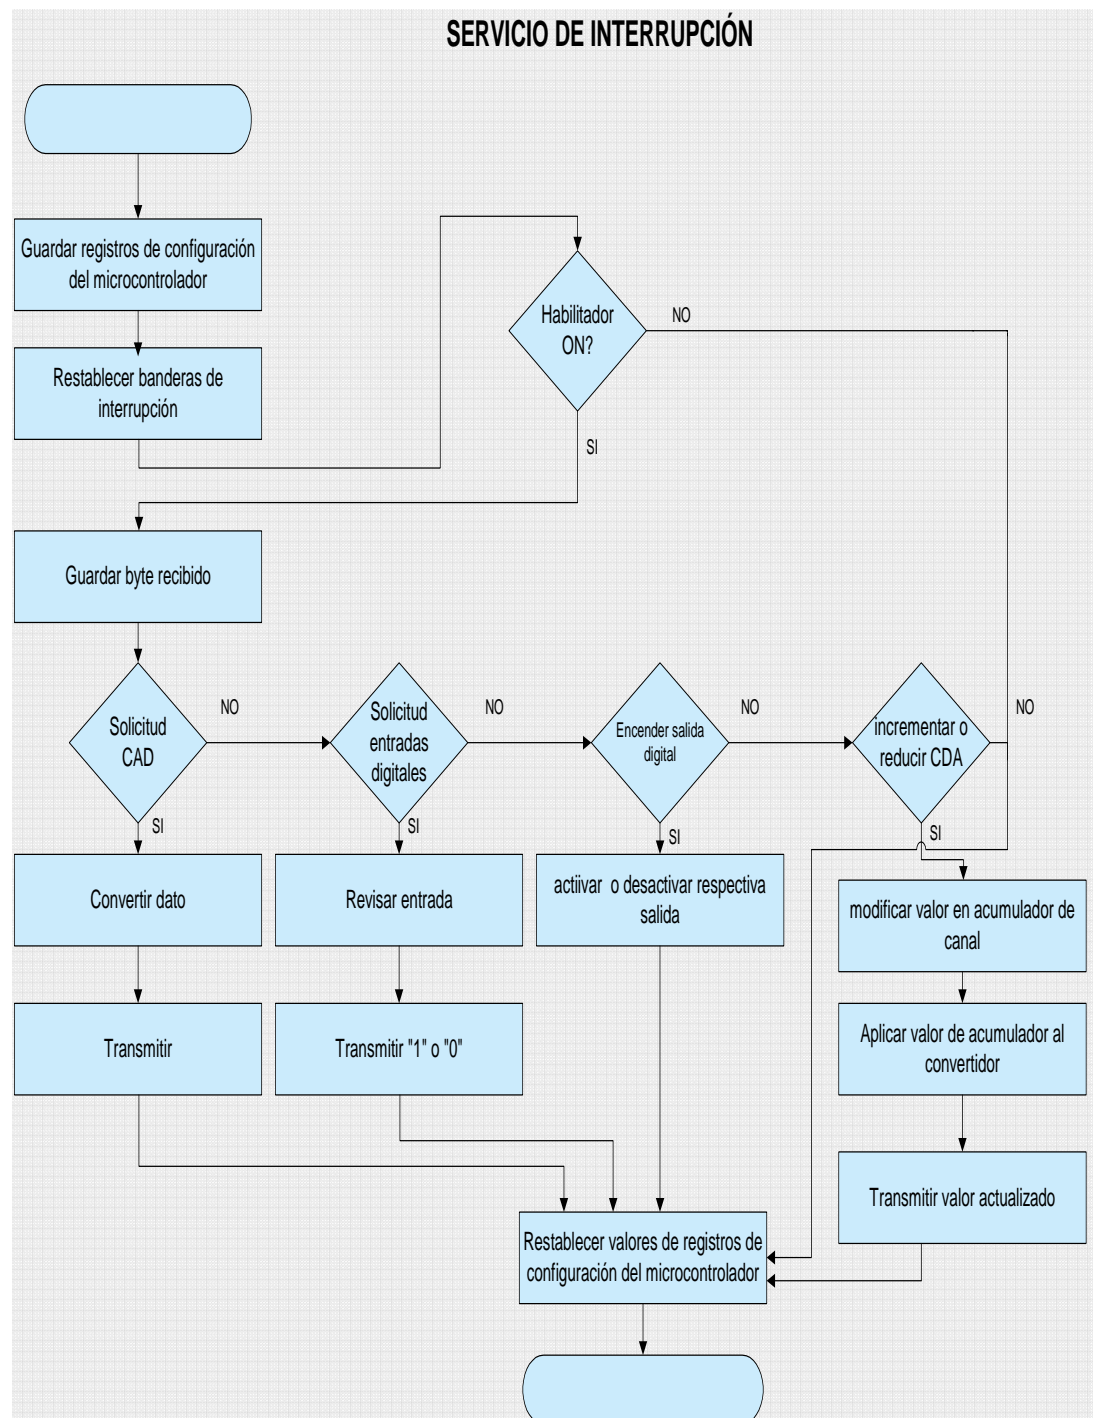 SERVICIO DE INTERRUPCIÓN
Guardar registros de configuración
del microcontrolador
Habilitador
ON?
NO
Restablecer banderas de
interrupción
SI
Guardar byte recibido
Solicitud
CAD
NO
Solicitud
entradas
digitales
NO
Encender salida
digital
NO
incrementar o
reducir CDA
NO
SI
SI
SI
SI
Convertir dato
Revisar entrada
actiivar o desactivar respectiva
salida
modificar valor en acumulador de
canal
Transmitir
Transmitir "1" o "0"
Aplicar valor de acumulador al
convertidor
Transmitir valor actualizado
Restablecer valores de registros de
configuración del microcontrolador